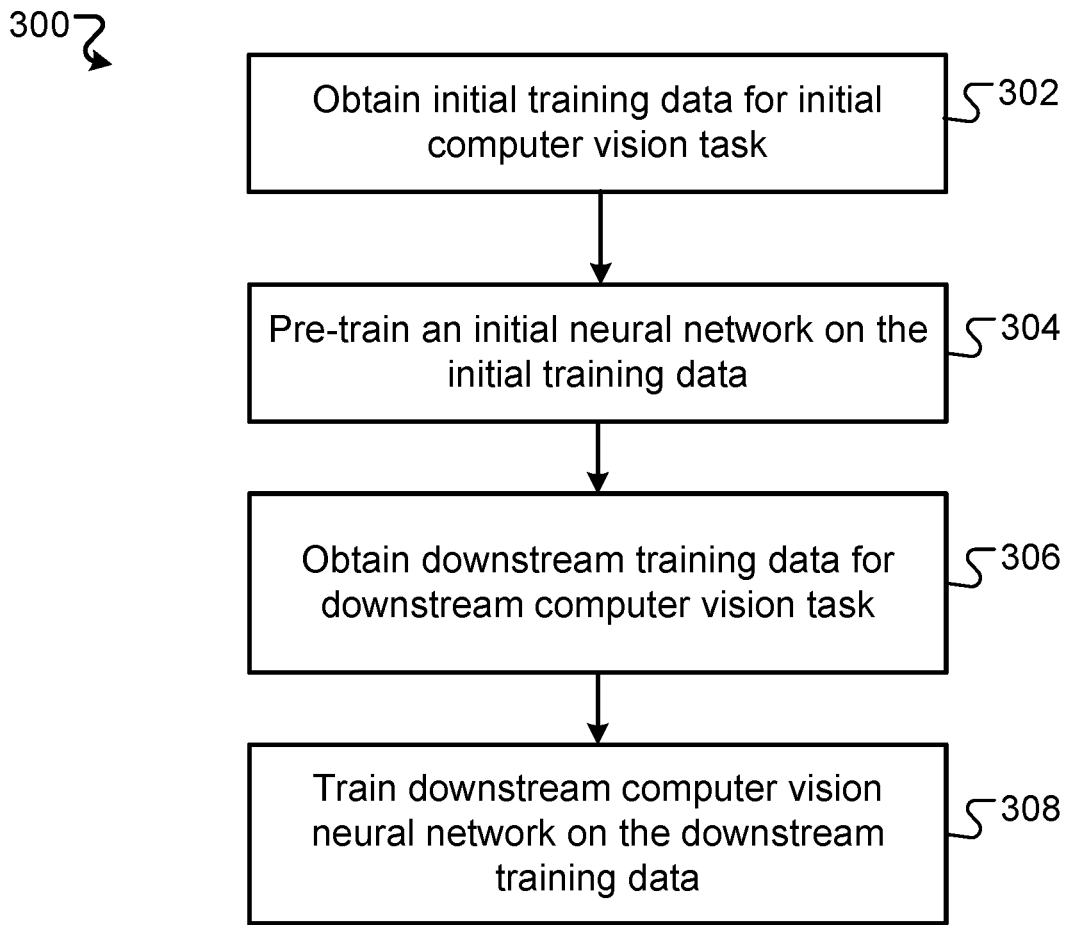 300
Obtain initial training data for initial
computer vision task
302
Pre-train an initial neural network on the
initial training data
304
Obtain downstream training data for
downstream computer vision task
306
Train downstream computer vision
neural network on the downstream
training data
308